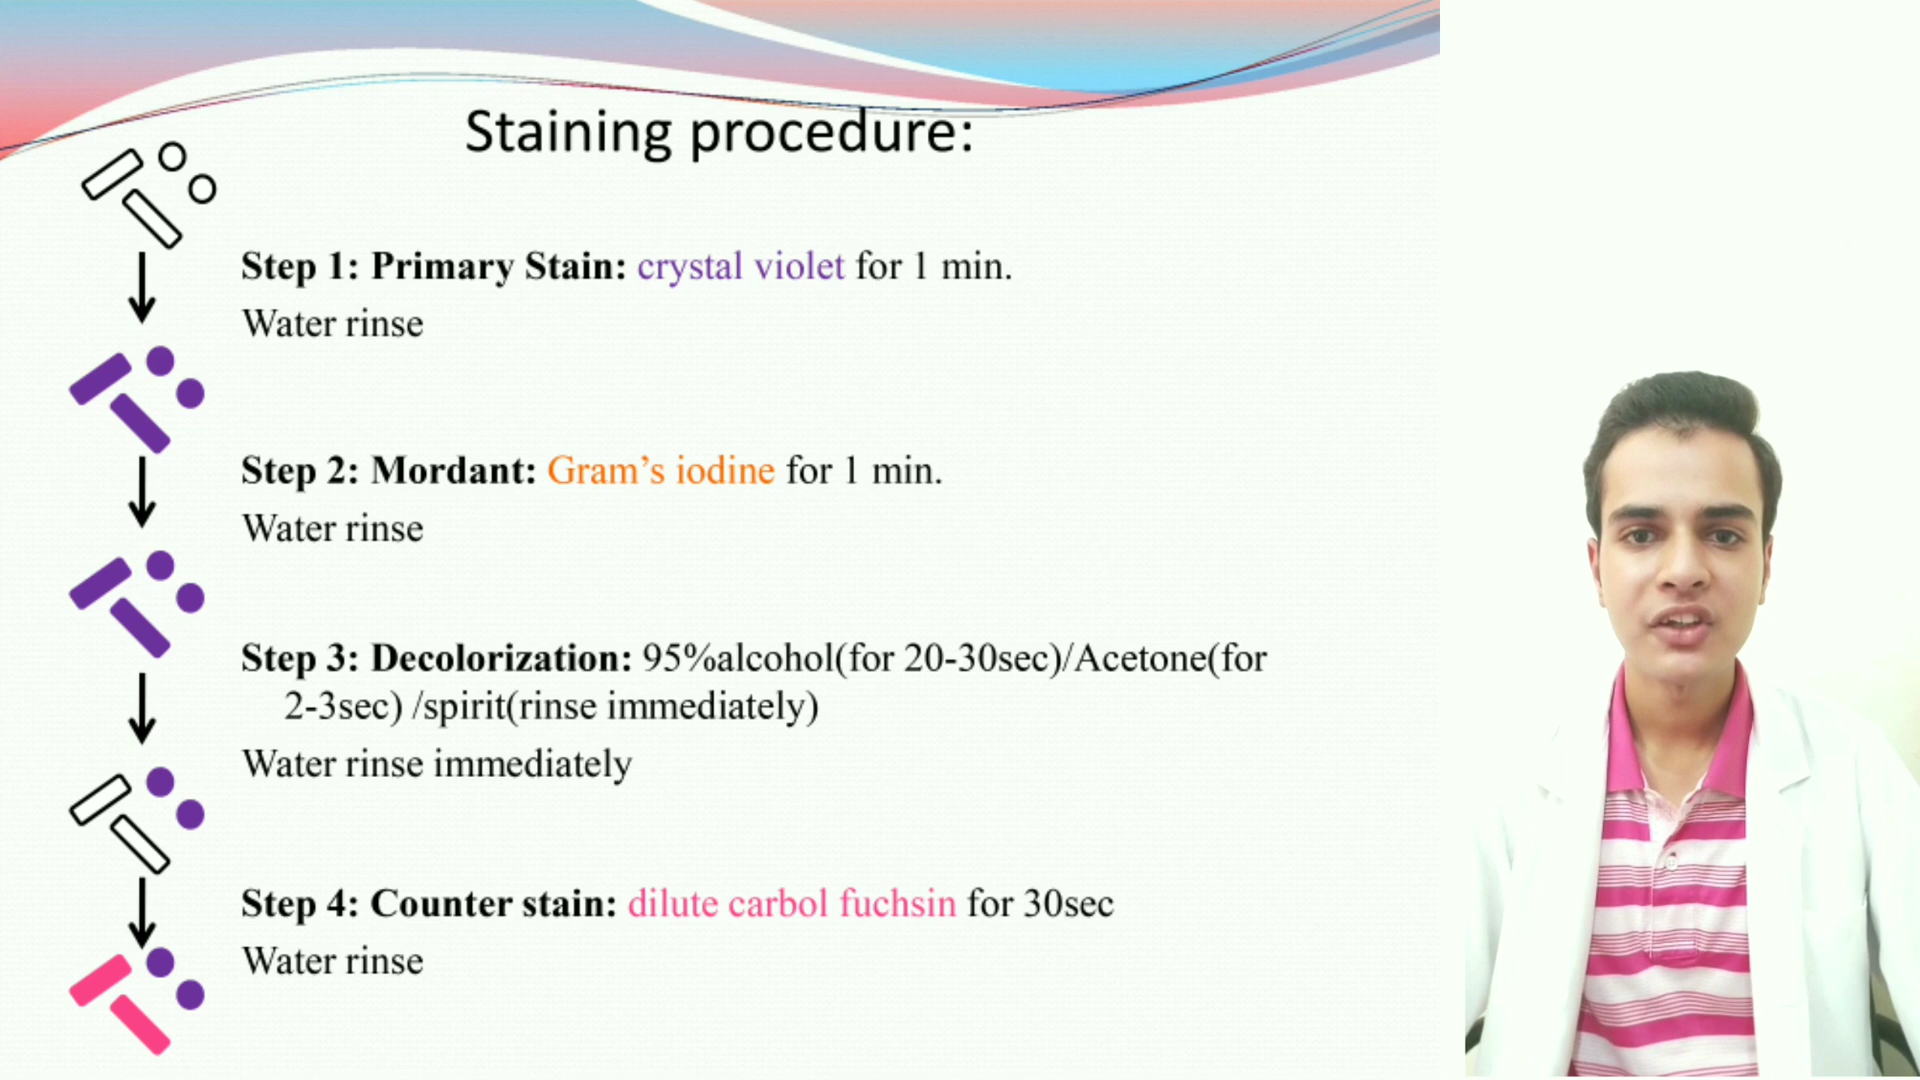 Staining procedure:
Step 1: Primary Stain: crystal violet for 1 min.
Water rinse
Step 2: Mordant: Gram’s iodine for 1 min.
Water rinse
Step 3: Decolorization: 95%alcohol(for 20-30sec)/Acetone(for
2-3sec) /spirit(rinse immediately)
Water rinse immediately
Step 4: Counter stain: dilute carbol fuchsin for 30sec
Water rinse